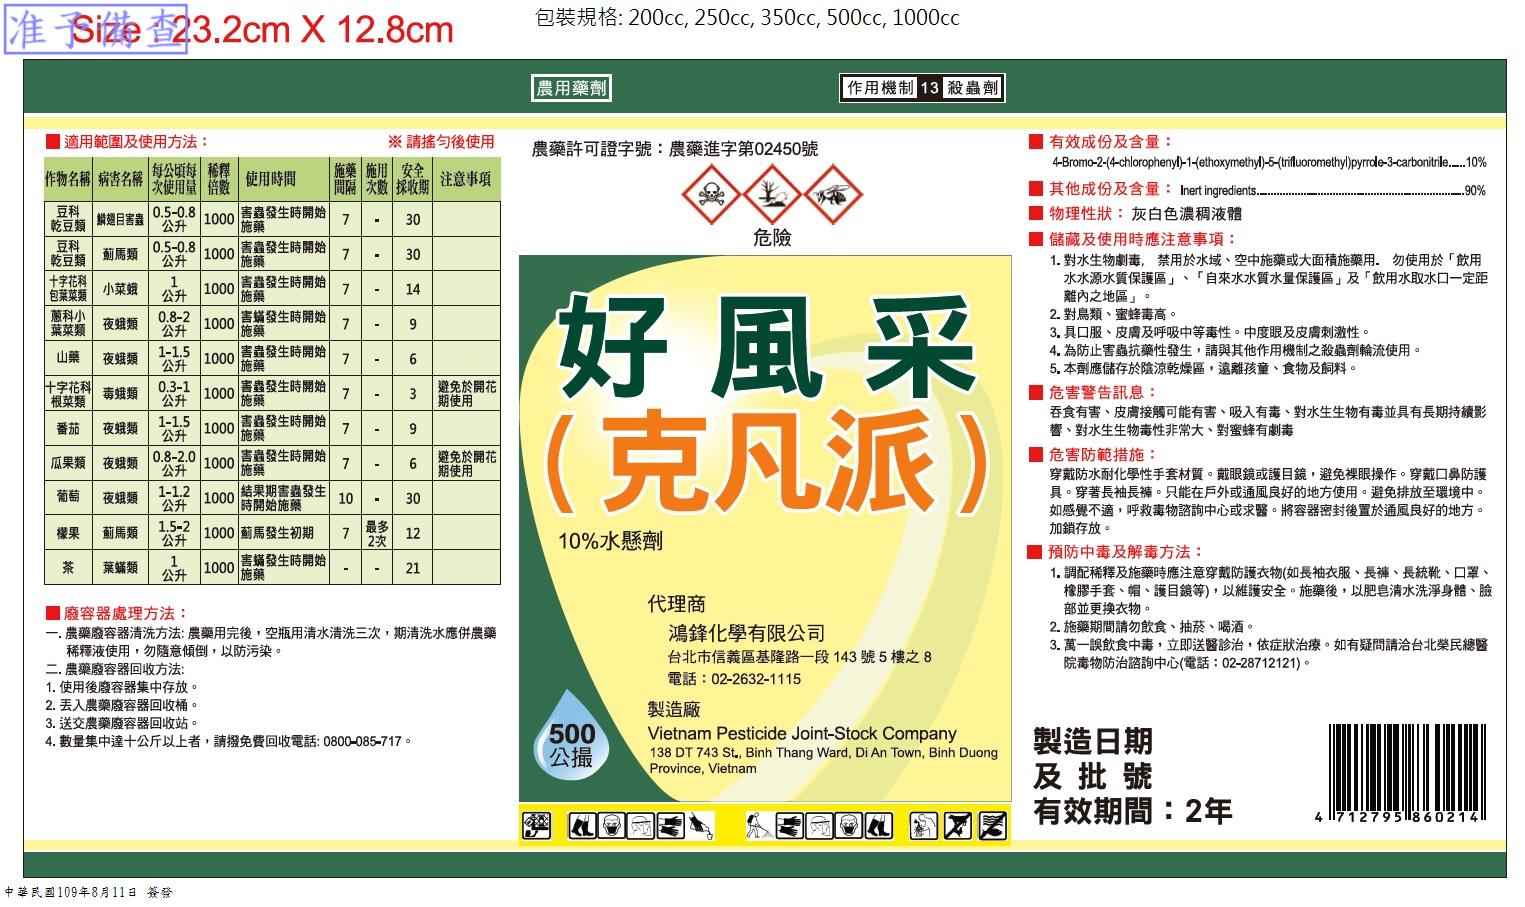 准予備查
Size : 23.2cm X 12.8cm
包裝規格: 200cc, 250cc, 350cc, 500cc, 1000cc
農用藥劑
作用機制 13 殺蟲劑
■ 適用範圍及使用方法： ※ 請搖勻後使用
作物名稱 病害名稱 每公頃每次使用量 稀釋倍數 使用時間 施藥間隔 施用次數 安全採收期 注意事項
豆科乾豆類 鱗翅目害蟲 0.5-0.8公升 1000 害蟲發生時開始施藥 7 - 30
豆科乾豆類 薊馬類 0.5-0.8公升 1000 害蟲發生時開始施藥 7 - 30
十字花科包葉菜類 小菜蛾 1公升 1000 害蟲發生時開始施藥 7 - 14
蔥科小葉菜類 夜蛾類 0.8-2公升 1000 害蟎發生時開始施藥 7 - 9
山藥 夜蛾類 1-1.5公升 1000 害蟲發生時開始施藥 7 - 6
十字花科根菜類 毒蛾類 0.3-1公升 1000 害蟲發生時開始施藥 7 - 3 避免於開花期使用
番茄 夜蛾類 1-1.5公升 1000 害蟲發生時開始施藥 7 - 9
瓜果類 夜蛾類 0.8-2.0公升 1000 害蟲發生時開始施藥 7 - 6 避免於開花期使用
葡萄 夜蛾類 1-1.2公升 1000 結果期害蟲發生時開始施藥 10 - 30
檬果 薊馬類 1.5-2公升 1000 薊馬發生初期 7 最多2次 12
茶 葉蟎類 1公升 1000 害蟎發生時開始施藥 - - 21
■ 廢容器處理方法：
一. 農藥廢容器清洗方法: 農藥用完後，空瓶用清水清洗三次，期清洗水應併農藥
稀釋液使用，勿隨意傾倒，以防污染。
二. 農藥廢容器回收方法:
1. 使用後廢容器集中存放。
2. 丟入農藥廢容器回收桶。
3. 送交農藥廢容器回收站。
4. 數量集中達十公斤以上者，請撥免費回收電話: 0800-085-717。
農藥許可證字號：農藥進字第02450號
危險
好風采
(克凡派)
10%水懸劑
代理商
鴻鋒化學有限公司
台北市信義區基隆路一段 143 號 5 樓之 8
電話：02-2632-1115
製造廠
Vietnam Pesticide Joint-Stock Company
138 DT 743 St., Binh Thang Ward, Di An Town, Binh Duong
Province, Vietnam
500
公撮
■ 有效成份及含量：
4-Bromo-2-(4-chlorophenyl)-1-(ethoxymethyl)-5-(trifluoromethyl)pyrrole-3-carbonitrile......10%
■ 其他成份及含量： Inert ingredients......90%
■ 物理性狀： 灰白色濃稠液體
■ 儲藏及使用時應注意事項：
1. 對水生物劇毒， 禁用於水域、空中施藥或大面積施藥用． 勿使用於「飲用
水水源水質保護區」、「自來水水質水量保護區」及「飲用水取水口一定距
離內之地區」。
2. 對鳥類、蜜蜂毒高。
3. 具口服、皮膚及呼吸中等毒性。中度眼及皮膚刺激性。
4. 為防止害蟲抗藥性發生，請與其他作用機制之殺蟲劑輪流使用。
5. 本劑應儲存於陰涼乾燥區，遠離孩童、食物及飼料。
■ 危害警告訊息：
吞食有害、皮膚接觸可能有害、吸入有毒、對水生生物有毒並具有長期持續影
響、對水生生物毒性非常大、對蜜蜂有劇毒
■ 危害防範措施：
穿戴防水耐化學性手套材質。戴眼鏡或護目鏡，避免裸眼操作。穿戴口鼻防護
具。穿著長袖長褲。只能在戶外或通風良好的地方使用。避免排放至環境中。
如感覺不適，呼救毒物諮詢中心或求醫。將容器密封後置於通風良好的地方。
加鎖存放。
■ 預防中毒及解毒方法：
1. 調配稀釋及施藥時應注意穿戴防護衣物(如長袖衣服、長褲、長統靴、口罩、
橡膠手套、帽、護目鏡等)，以維護安全。施藥後，以肥皂清水洗淨身體、臉
部並更換衣物。
2. 施藥期間請勿飲食、抽菸、喝酒。
3. 萬一誤飲食中毒，立即送醫診治，依症狀治療。如有疑問請洽台北榮民總醫
院毒物防治諮詢中心(電話：02-28712121)。
製造日期
及 批 號
有效期間：2年
4 712795 860214
中華民國109年8月11日 簽發